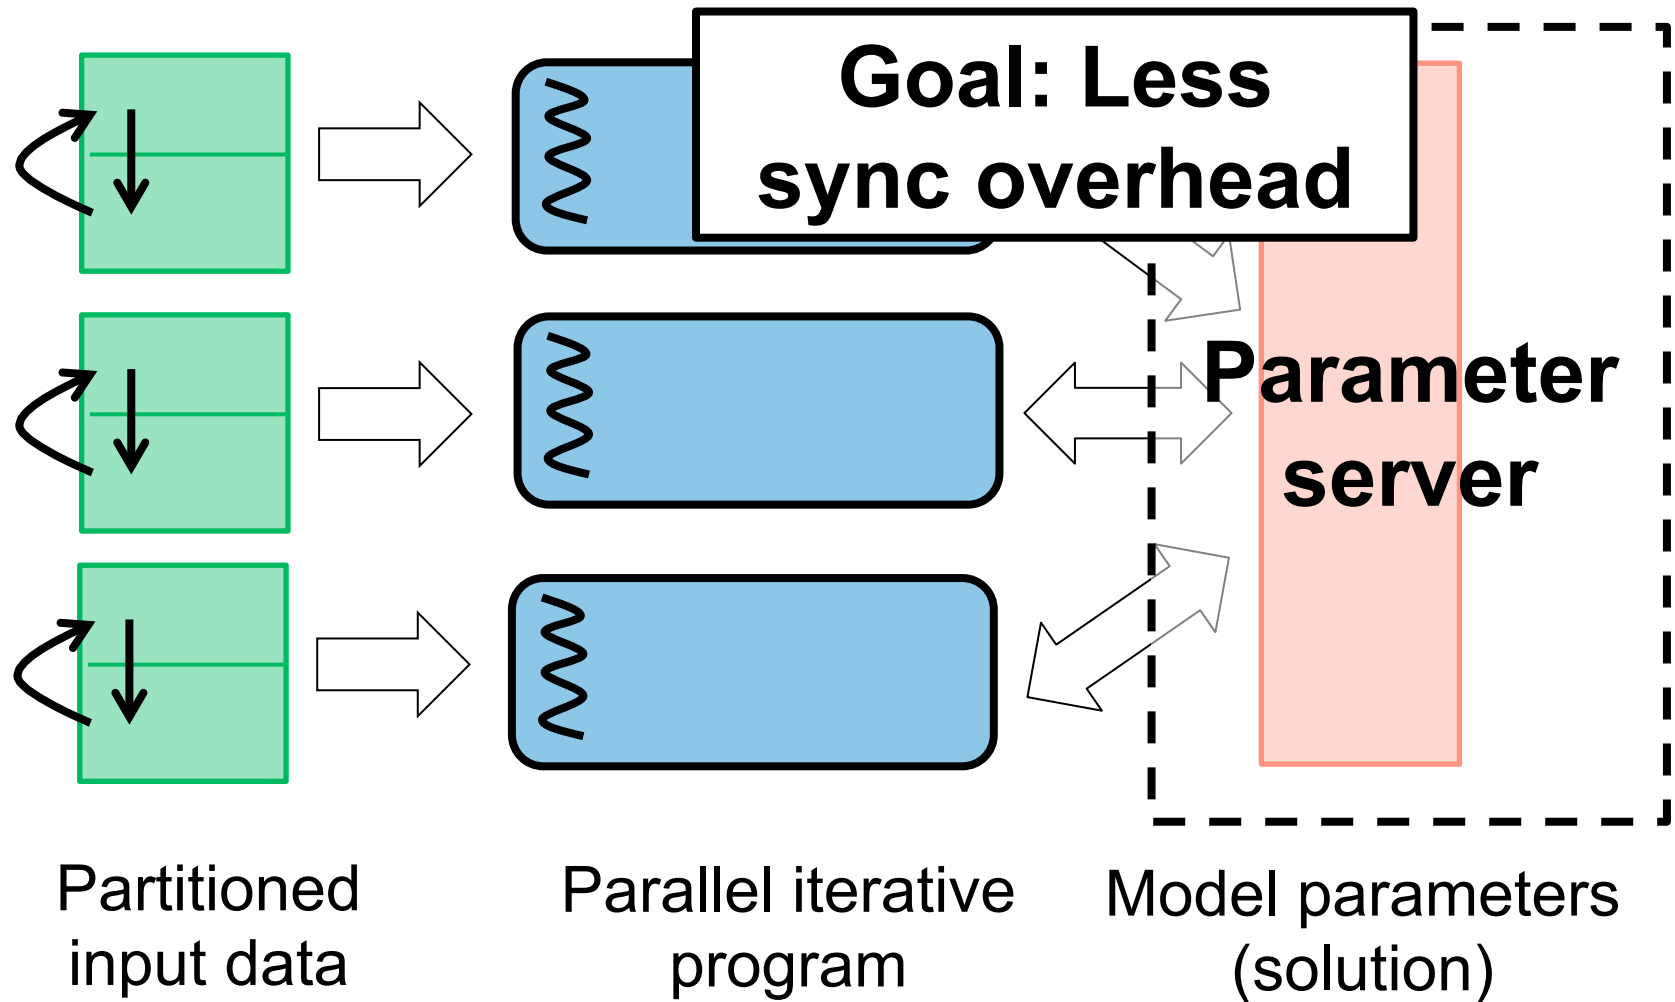 Goal: Less
sync overhead
Parameter
server
Partitioned
input data
Parallel iterative
program
Model parameters
(solution)